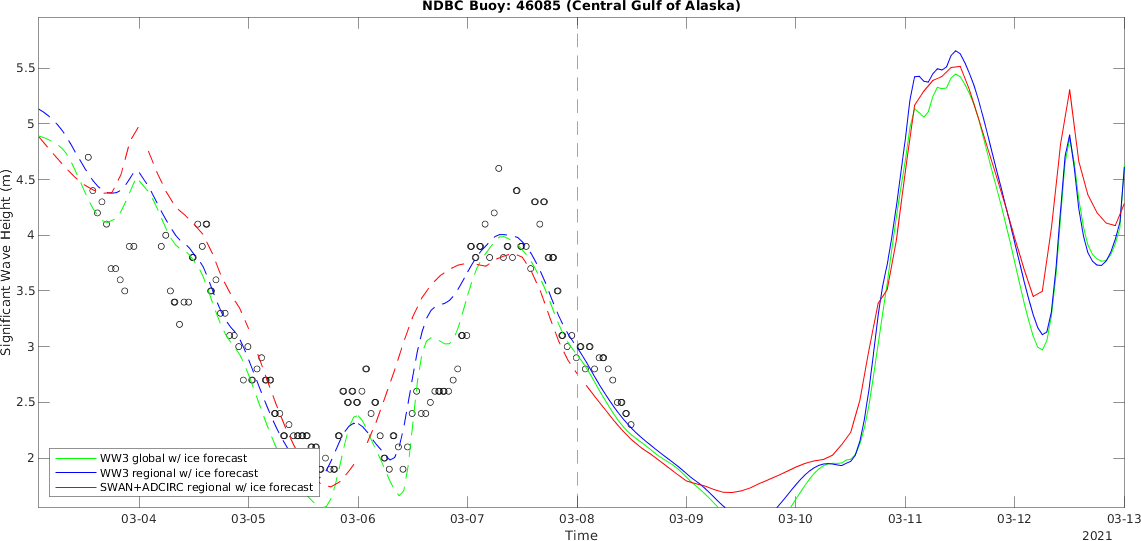 NDBC Buoy: 46085 (Central Gulf of Alaska)
Significant Wave Height (m)
5.5
5
4.5
4
3.5
3
2.5
2
WW3 global w/ ice forecast
WW3 regional w/ ice forecast
SWAN+ADCIRC regional w/ ice forecast
03-04 03-05 03-06 03-07 03-08 03-09 03-10 03-11 03-12 03-13
Time
2021